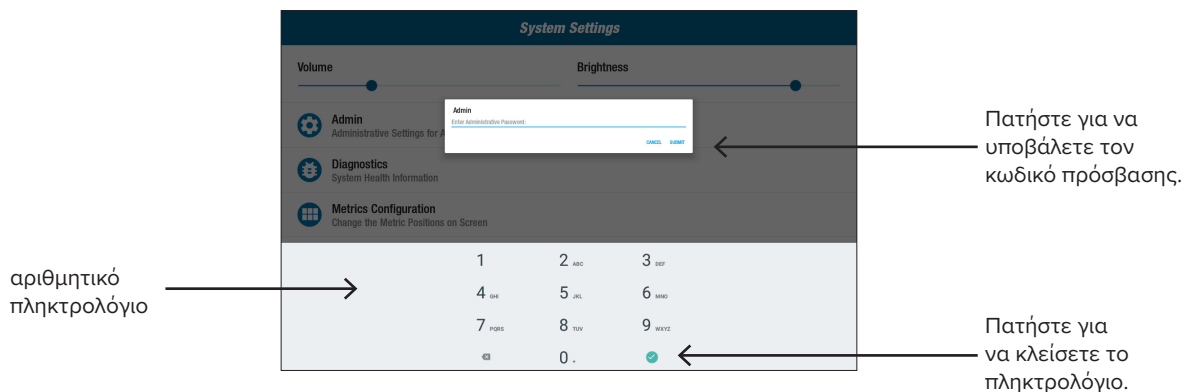 System Settings
Volume
Brightness
Admin
Enter Administrative Password:
CANCEL SUBMIT
Admin
Administrative Settings for A
Diagnostics
System Health Information
Metrics Configuration
Change the Metric Positions on Screen
Πατήστε για να
υποβάλετε τον
κωδικό πρόσβασης.
αριθμητικό
πληκτρολόγιο
1 2 ABC 3 DEF
4 GHI 5 JKL 6 MNO
7 PQRS 8 TUV 9 WXYZ
0 .
Πατήστε για
να κλείσετε το
πληκτρολόγιο.